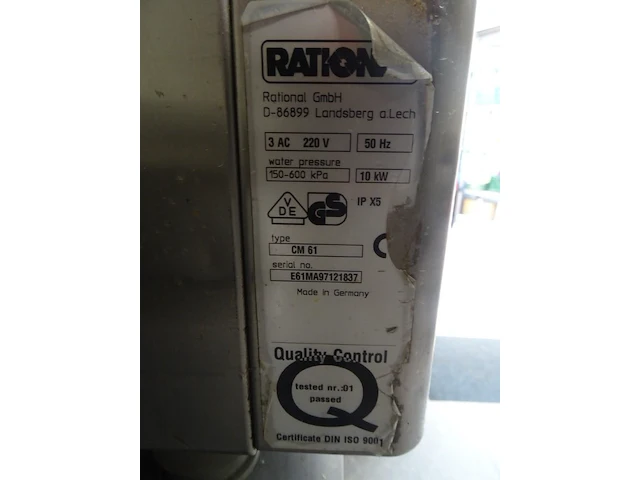 RATION
Rational GmbH
D-86899 Landsberg a.Lech
3 AC 220 V 50 Hz
water pressure
150-600 kPa 10 kW
VDE GS IP X5
type
CM 61
serial no.
E61MA97121837
Made in Germany
Quality Control
tested nr.:01
passed
Certificate DIN ISO 9001